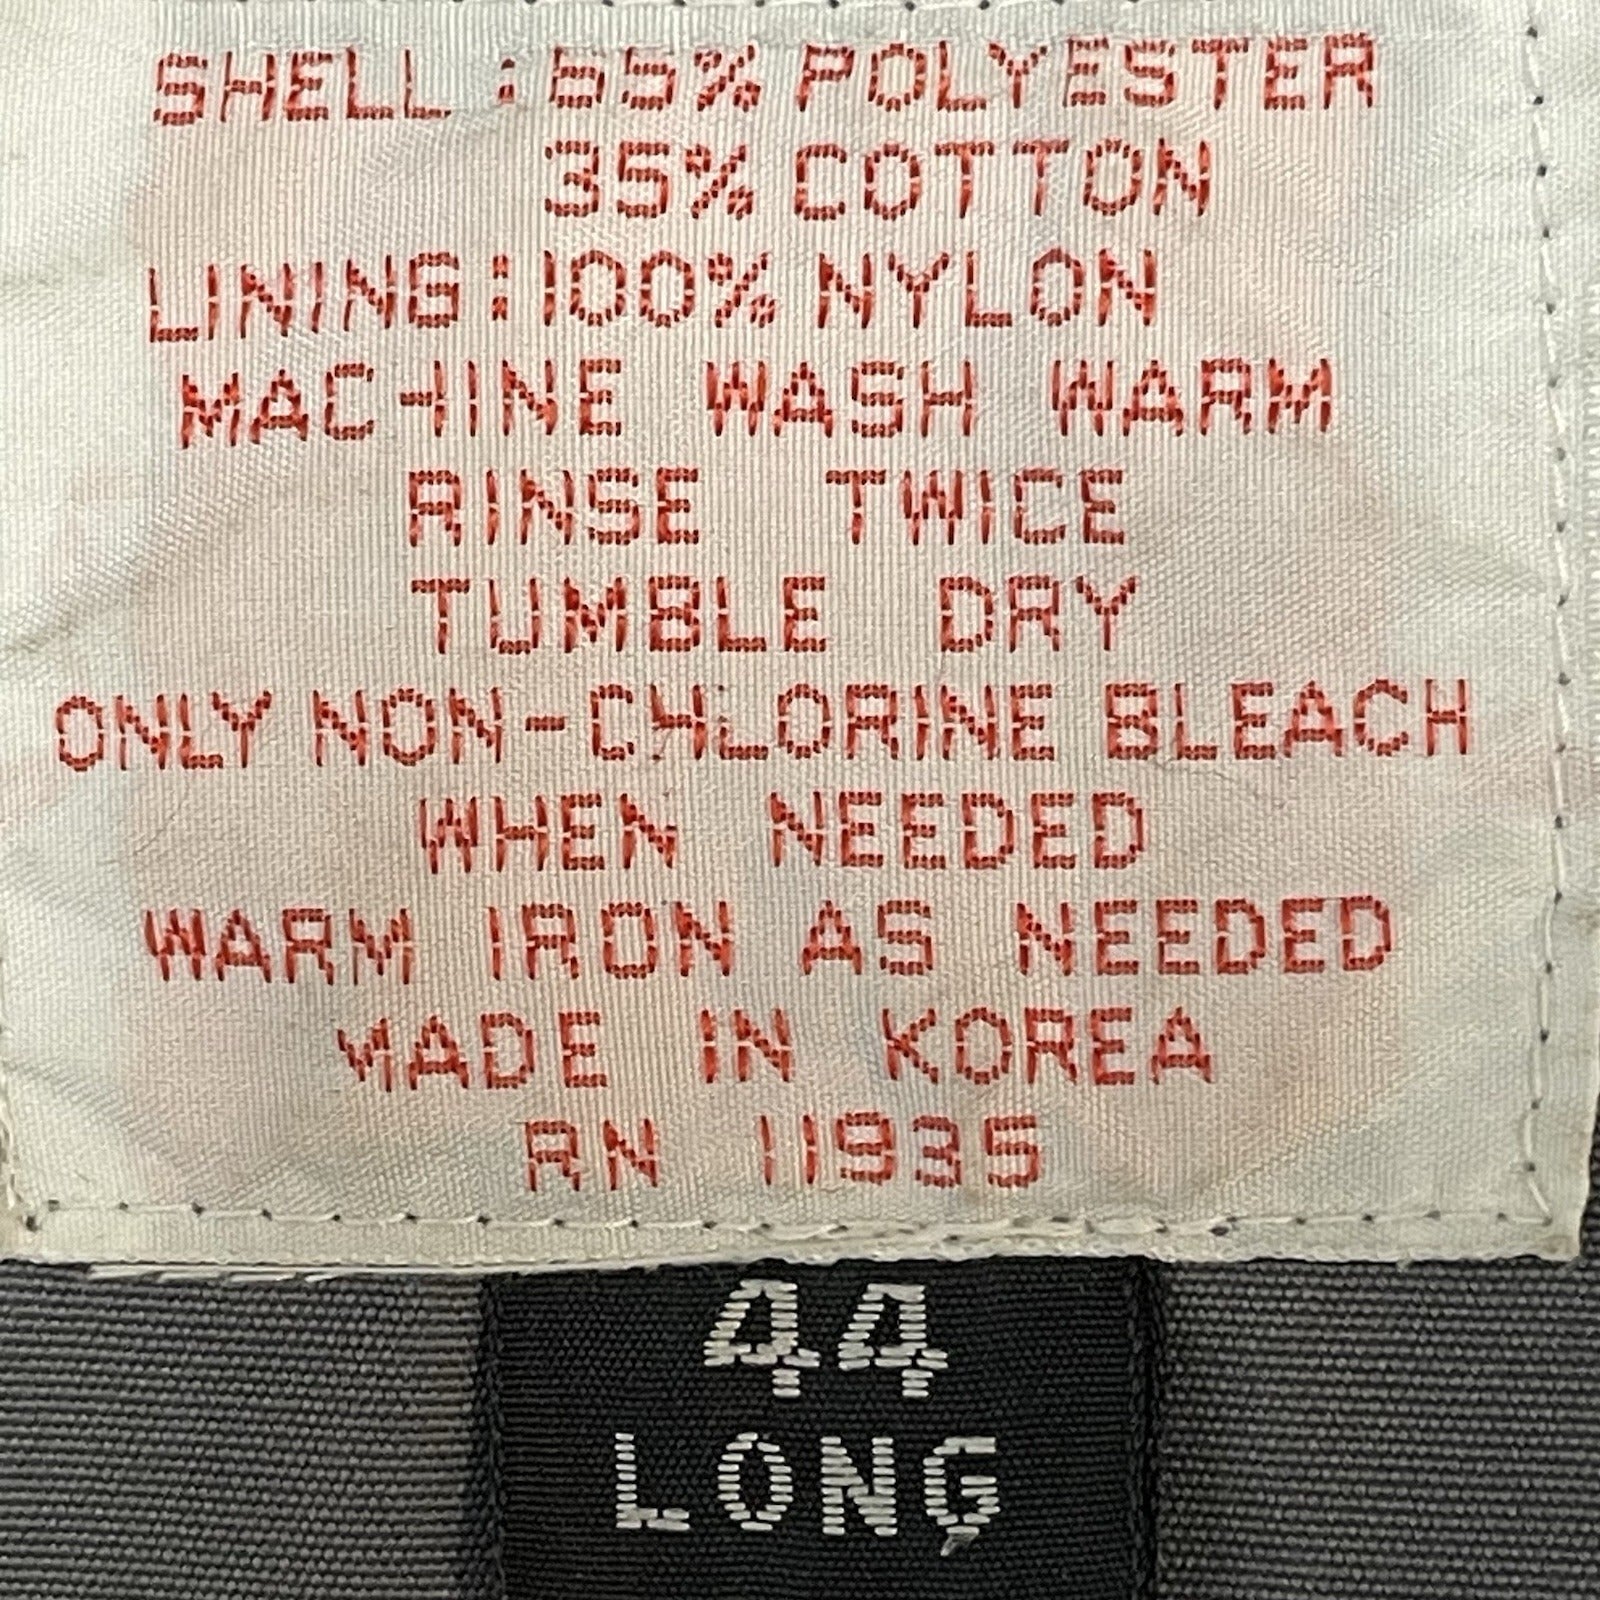 SHELL : 65% POLYESTER
35% COTTON
LINING : 100% NYLON
MACHINE WASH WARM
RINSE TWICE
TUMBLE DRY
ONLY NON-CHLORINE BLEACH
WHEN NEEDED
WARM IRON AS NEEDED
MADE IN KOREA
RN 11935
44
LONG